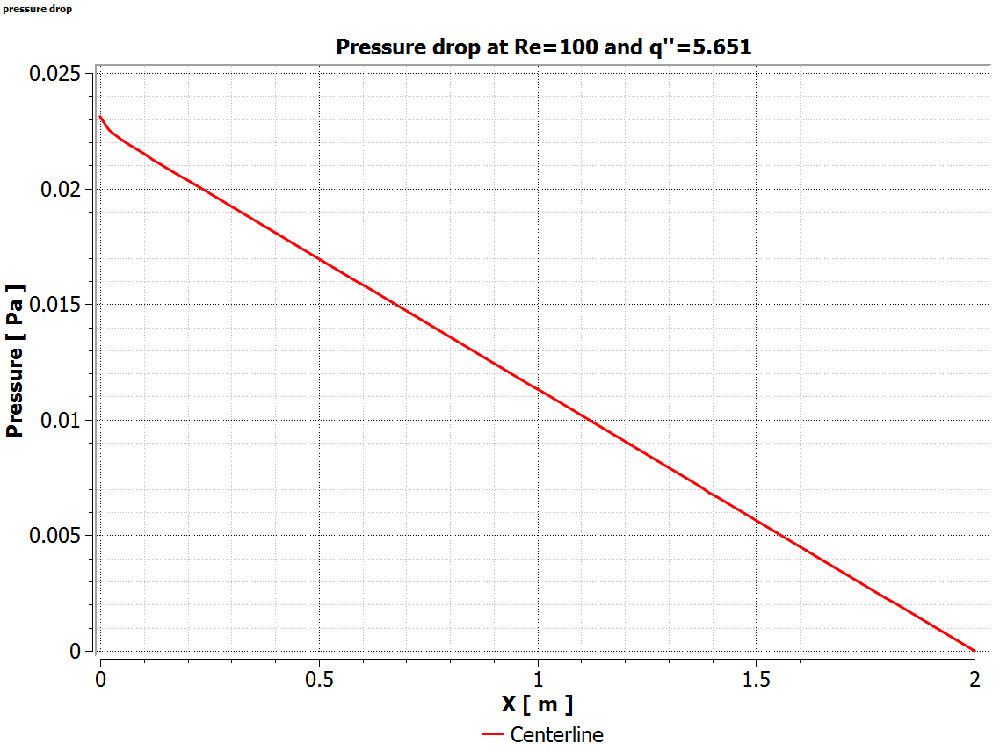 pressure drop
Pressure drop at Re=100 and q''=5.651
0.025
0.02
0.015
0.01
0.005
0
Pressure [ Pa ]
0 0.5 1 1.5 2
X [ m ]
Centerline